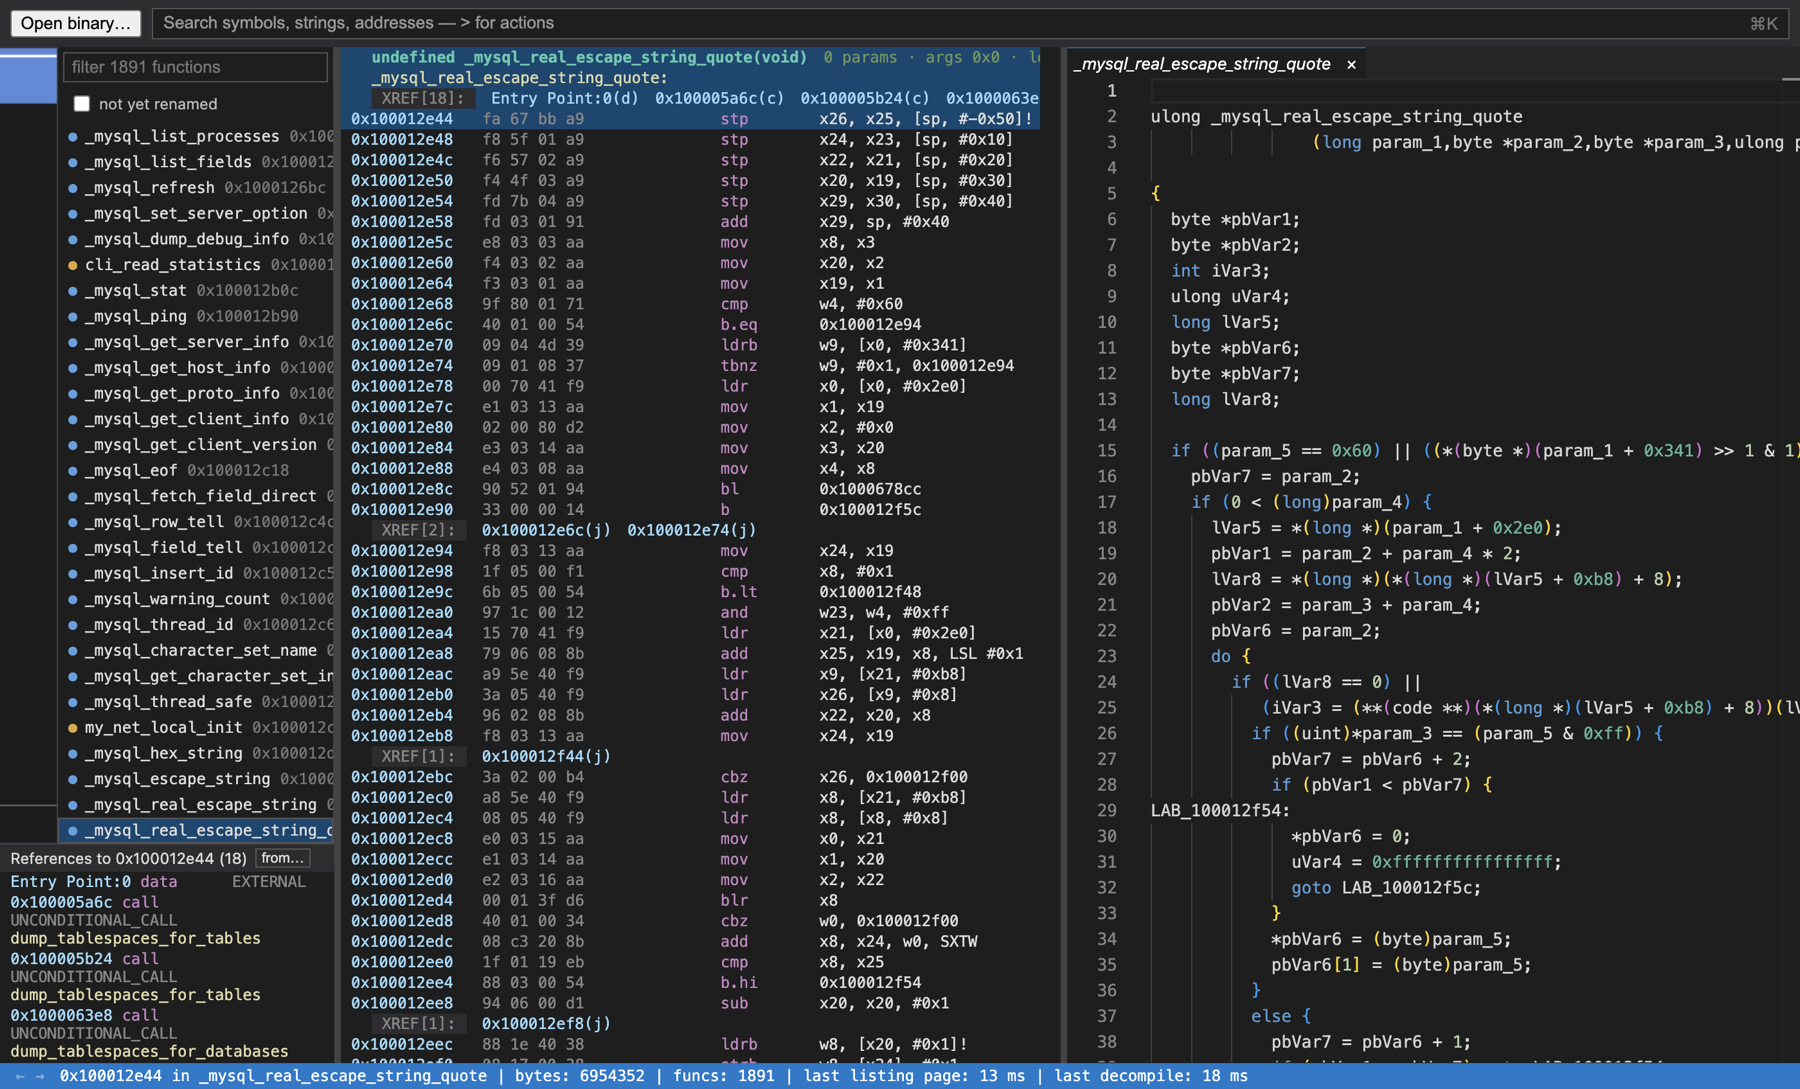 Open binary...
Search symbols, strings, addresses — > for actions
⌘K
filter 1891 functions
not yet renamed
_mysql_list_processes 0x100
_mysql_list_fields 0x100012
_mysql_refresh 0x1000126bc
_mysql_set_server_option 0x
_mysql_dump_debug_info 0x10
cli_read_statistics 0x10001
_mysql_stat 0x100012b0c
_mysql_ping 0x100012b90
_mysql_get_server_info 0x10
_mysql_get_host_info 0x1000
_mysql_get_proto_info 0x100
_mysql_get_client_info 0x10
_mysql_get_client_version 0
_mysql_eof 0x100012c18
_mysql_fetch_field_direct 0
_mysql_row_tell 0x100012c4c
_mysql_field_tell 0x100012c
_mysql_insert_id 0x100012c5
_mysql_warning_count 0x1000
_mysql_thread_id 0x100012c6
_mysql_character_set_name 0
_mysql_get_character_set_in
_mysql_thread_safe 0x100012
my_net_local_init 0x100012c
_mysql_hex_string 0x100012d
_mysql_escape_string 0x1000
_mysql_real_escape_string 0
_mysql_real_escape_string_q
References to 0x100012e44 (18) from...
Entry Point:0 data EXTERNAL
0x100005a6c call
UNCONDITIONAL_CALL
dump_tablespaces_for_tables
0x100005b24 call
UNCONDITIONAL_CALL
dump_tablespaces_for_tables
0x1000063e8 call
UNCONDITIONAL_CALL
dump_tablespaces_for_databases
undefined _mysql_real_escape_string_quote(void) 0 params · args 0x0 · lo
_mysql_real_escape_string_quote:
XREF[18]: Entry Point:0(d) 0x100005a6c(c) 0x100005b24(c) 0x1000063e
0x100012e44 fa 67 bb a9 stp x26, x25, [sp, #-0x50]!
0x100012e48 f8 5f 01 a9 stp x24, x23, [sp, #0x10]
0x100012e4c f6 57 02 a9 stp x22, x21, [sp, #0x20]
0x100012e50 f4 4f 03 a9 stp x20, x19, [sp, #0x30]
0x100012e54 fd 7b 04 a9 stp x29, x30, [sp, #0x40]
0x100012e58 fd 03 01 91 add x29, sp, #0x40
0x100012e5c e8 03 03 aa mov x8, x3
0x100012e60 f4 03 02 aa mov x20, x2
0x100012e64 f3 03 01 aa mov x19, x1
0x100012e68 9f 80 01 71 cmp w4, #0x60
0x100012e6c 40 01 00 54 b.eq 0x100012e94
0x100012e70 09 04 4d 39 ldrb w9, [x0, #0x341]
0x100012e74 09 01 08 37 tbnz w9, #0x1, 0x100012e94
0x100012e78 00 70 41 f9 ldr x0, [x0, #0x2e0]
0x100012e7c e1 03 13 aa mov x1, x19
0x100012e80 02 00 80 d2 mov x2, #0x0
0x100012e84 e3 03 14 aa mov x3, x20
0x100012e88 e4 03 08 aa mov x4, x8
0x100012e8c 90 52 01 94 bl 0x1000678cc
0x100012e90 33 00 00 14 b 0x100012f5c
XREF[2]: 0x100012e6c(j) 0x100012e74(j)
0x100012e94 f8 03 13 aa mov x24, x19
0x100012e98 1f 05 00 f1 cmp x8, #0x1
0x100012e9c 6b 05 00 54 b.lt 0x100012f48
0x100012ea0 97 1c 00 12 and w23, w4, #0xff
0x100012ea4 15 70 41 f9 ldr x21, [x0, #0x2e0]
0x100012ea8 79 06 08 8b add x25, x19, x8, LSL #0x1
0x100012eac a9 5e 40 f9 ldr x9, [x21, #0xb8]
0x100012eb0 3a 05 40 f9 ldr x26, [x9, #0x8]
0x100012eb4 96 02 08 8b add x22, x20, x8
0x100012eb8 f8 03 13 aa mov x24, x19
XREF[1]: 0x100012f44(j)
0x100012ebc 3a 02 00 b4 cbz x26, 0x100012f00
0x100012ec0 a8 5e 40 f9 ldr x8, [x21, #0xb8]
0x100012ec4 08 05 40 f9 ldr x8, [x8, #0x8]
0x100012ec8 e0 03 15 aa mov x0, x21
0x100012ecc e1 03 14 aa mov x1, x20
0x100012ed0 e2 03 16 aa mov x2, x22
0x100012ed4 00 01 3f d6 blr x8
0x100012ed8 40 01 00 34 cbz w0, 0x100012f00
0x100012edc 08 c3 20 8b add x8, x24, w0, SXTW
0x100012ee0 1f 01 19 eb cmp x8, x25
0x100012ee4 88 03 00 54 b.hi 0x100012f54
0x100012ee8 94 06 00 d1 sub x20, x20, #0x1
XREF[1]: 0x100012ef8(j)
0x100012eec 88 1e 40 38 ldrb w8, [x20, #0x1]!
_mysql_real_escape_string_quote ×
1
2 ulong _mysql_real_escape_string_quote
3 (long param_1,byte *param_2,byte *param_3,ulong p
4
5 {
6 byte *pbVar1;
7 byte *pbVar2;
8 int iVar3;
9 ulong uVar4;
10 long lVar5;
11 byte *pbVar6;
12 byte *pbVar7;
13 long lVar8;
14
15 if ((param_5 == 0x60) || ((*(byte *)(param_1 + 0x341) >> 1 & 1)
16 pbVar7 = param_2;
17 if (0 < (long)param_4) {
18 lVar5 = *(long *)(param_1 + 0x2e0);
19 pbVar1 = param_2 + param_4 * 2;
20 lVar8 = *(long *)(*(long *)(lVar5 + 0xb8) + 8);
21 pbVar2 = param_3 + param_4;
22 pbVar6 = param_2;
23 do {
24 if ((lVar8 == 0) ||
25 (iVar3 = (**(code **)(*(long *)(lVar5 + 0xb8) + 8))(lV
26 if ((uint)*param_3 == (param_5 & 0xff)) {
27 pbVar7 = pbVar6 + 2;
28 if (pbVar1 < pbVar7) {
29 LAB_100012f54:
30 *pbVar6 = 0;
31 uVar4 = 0xffffffffffffffff;
32 goto LAB_100012f5c;
33 }
34 *pbVar6 = (byte)param_5;
35 pbVar6[1] = (byte)param_5;
36 }
37 else {
38 pbVar7 = pbVar6 + 1;
← → 0x100012e44 in _mysql_real_escape_string_quote | bytes: 6954352 | funcs: 1891 | last listing page: 13 ms | last decompile: 18 ms